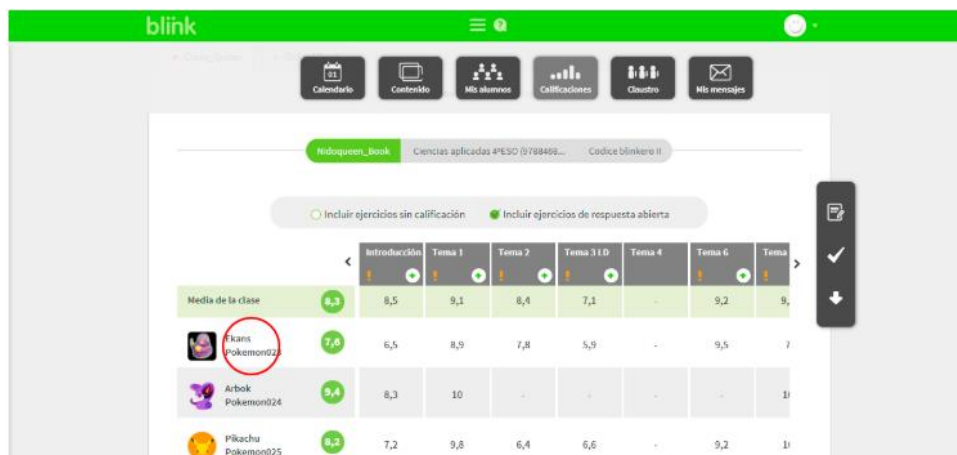 blink
01
Calendario
Contenido
Mis alumnos
Calificaciones
Claustro
Mis mensajes
Nidoqueen_Book
Ciencias aplicadas 4ºESO (9788468...
Codice blinkero II
Incluir ejercicios sin calificación
Incluir ejercicios de respuesta abierta
Introducción Tema 1 Tema 2 Tema 3 LD Tema 4 Tema 6 Tema
Media de la clase 8,3 8,5 9,1 8,4 7,1 - 9,2 9,
Ekans
Pokemon023
7,6 6,5 8,9 7,8 5,9 - 9,5
Arbok
Pokemon024
9,4 8,3 10 - - - -
Pikachu
Pokemon025
8,2 7,2 9,8 6,4 6,6 - 9,2